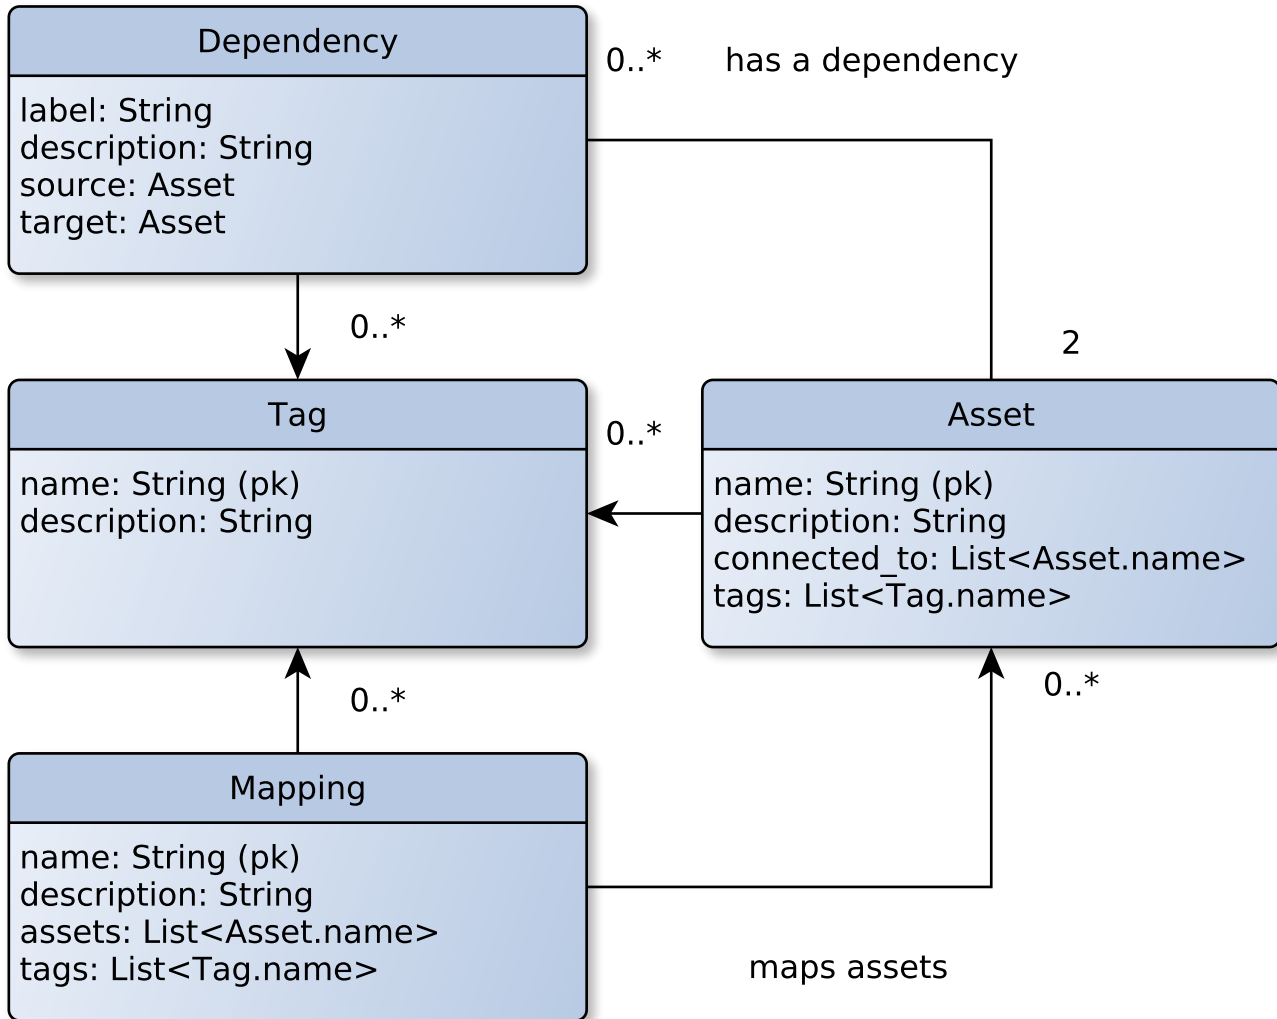 Dependency
label: String
description: String
source: Asset
target: Asset
0..*
has a dependency
0..*
2
Tag
name: String (pk)
description: String
0..*
Asset
name: String (pk)
description: String
connected_to: List<Asset.name>
tags: List<Tag.name>
0..*
0..*
Mapping
name: String (pk)
description: String
assets: List<Asset.name>
tags: List<Tag.name>
maps assets